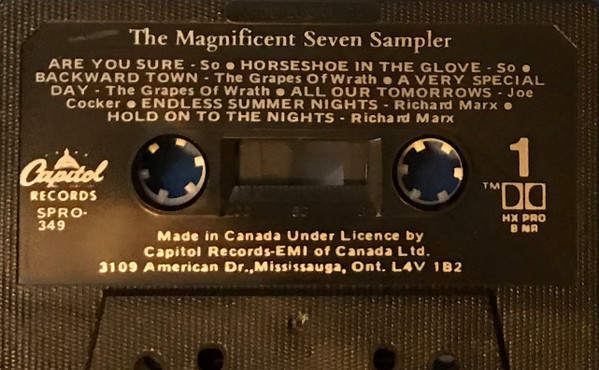 The Magnificent Seven Sampler
ARE YOU SURE - So ● HORSESHOE IN THE GLOVE - So ●
BACKWARD TOWN - The Grapes Of Wrath ● A VERY SPECIAL
DAY - The Grapes Of Wrath ● ALL OUR TOMORROWS - Joe
Cocker ● ENDLESS SUMMER NIGHTS - Richard Marx ●
HOLD ON TO THE NIGHTS - Richard Marx
Capitol
RECORDS
SPRO-
349
1
TM
HX PRO
B NR
Made in Canada Under Licence by
Capitol Records-EMI of Canada Ltd.
3109 American Dr.,Mississauga, Ont. L4V 1B2